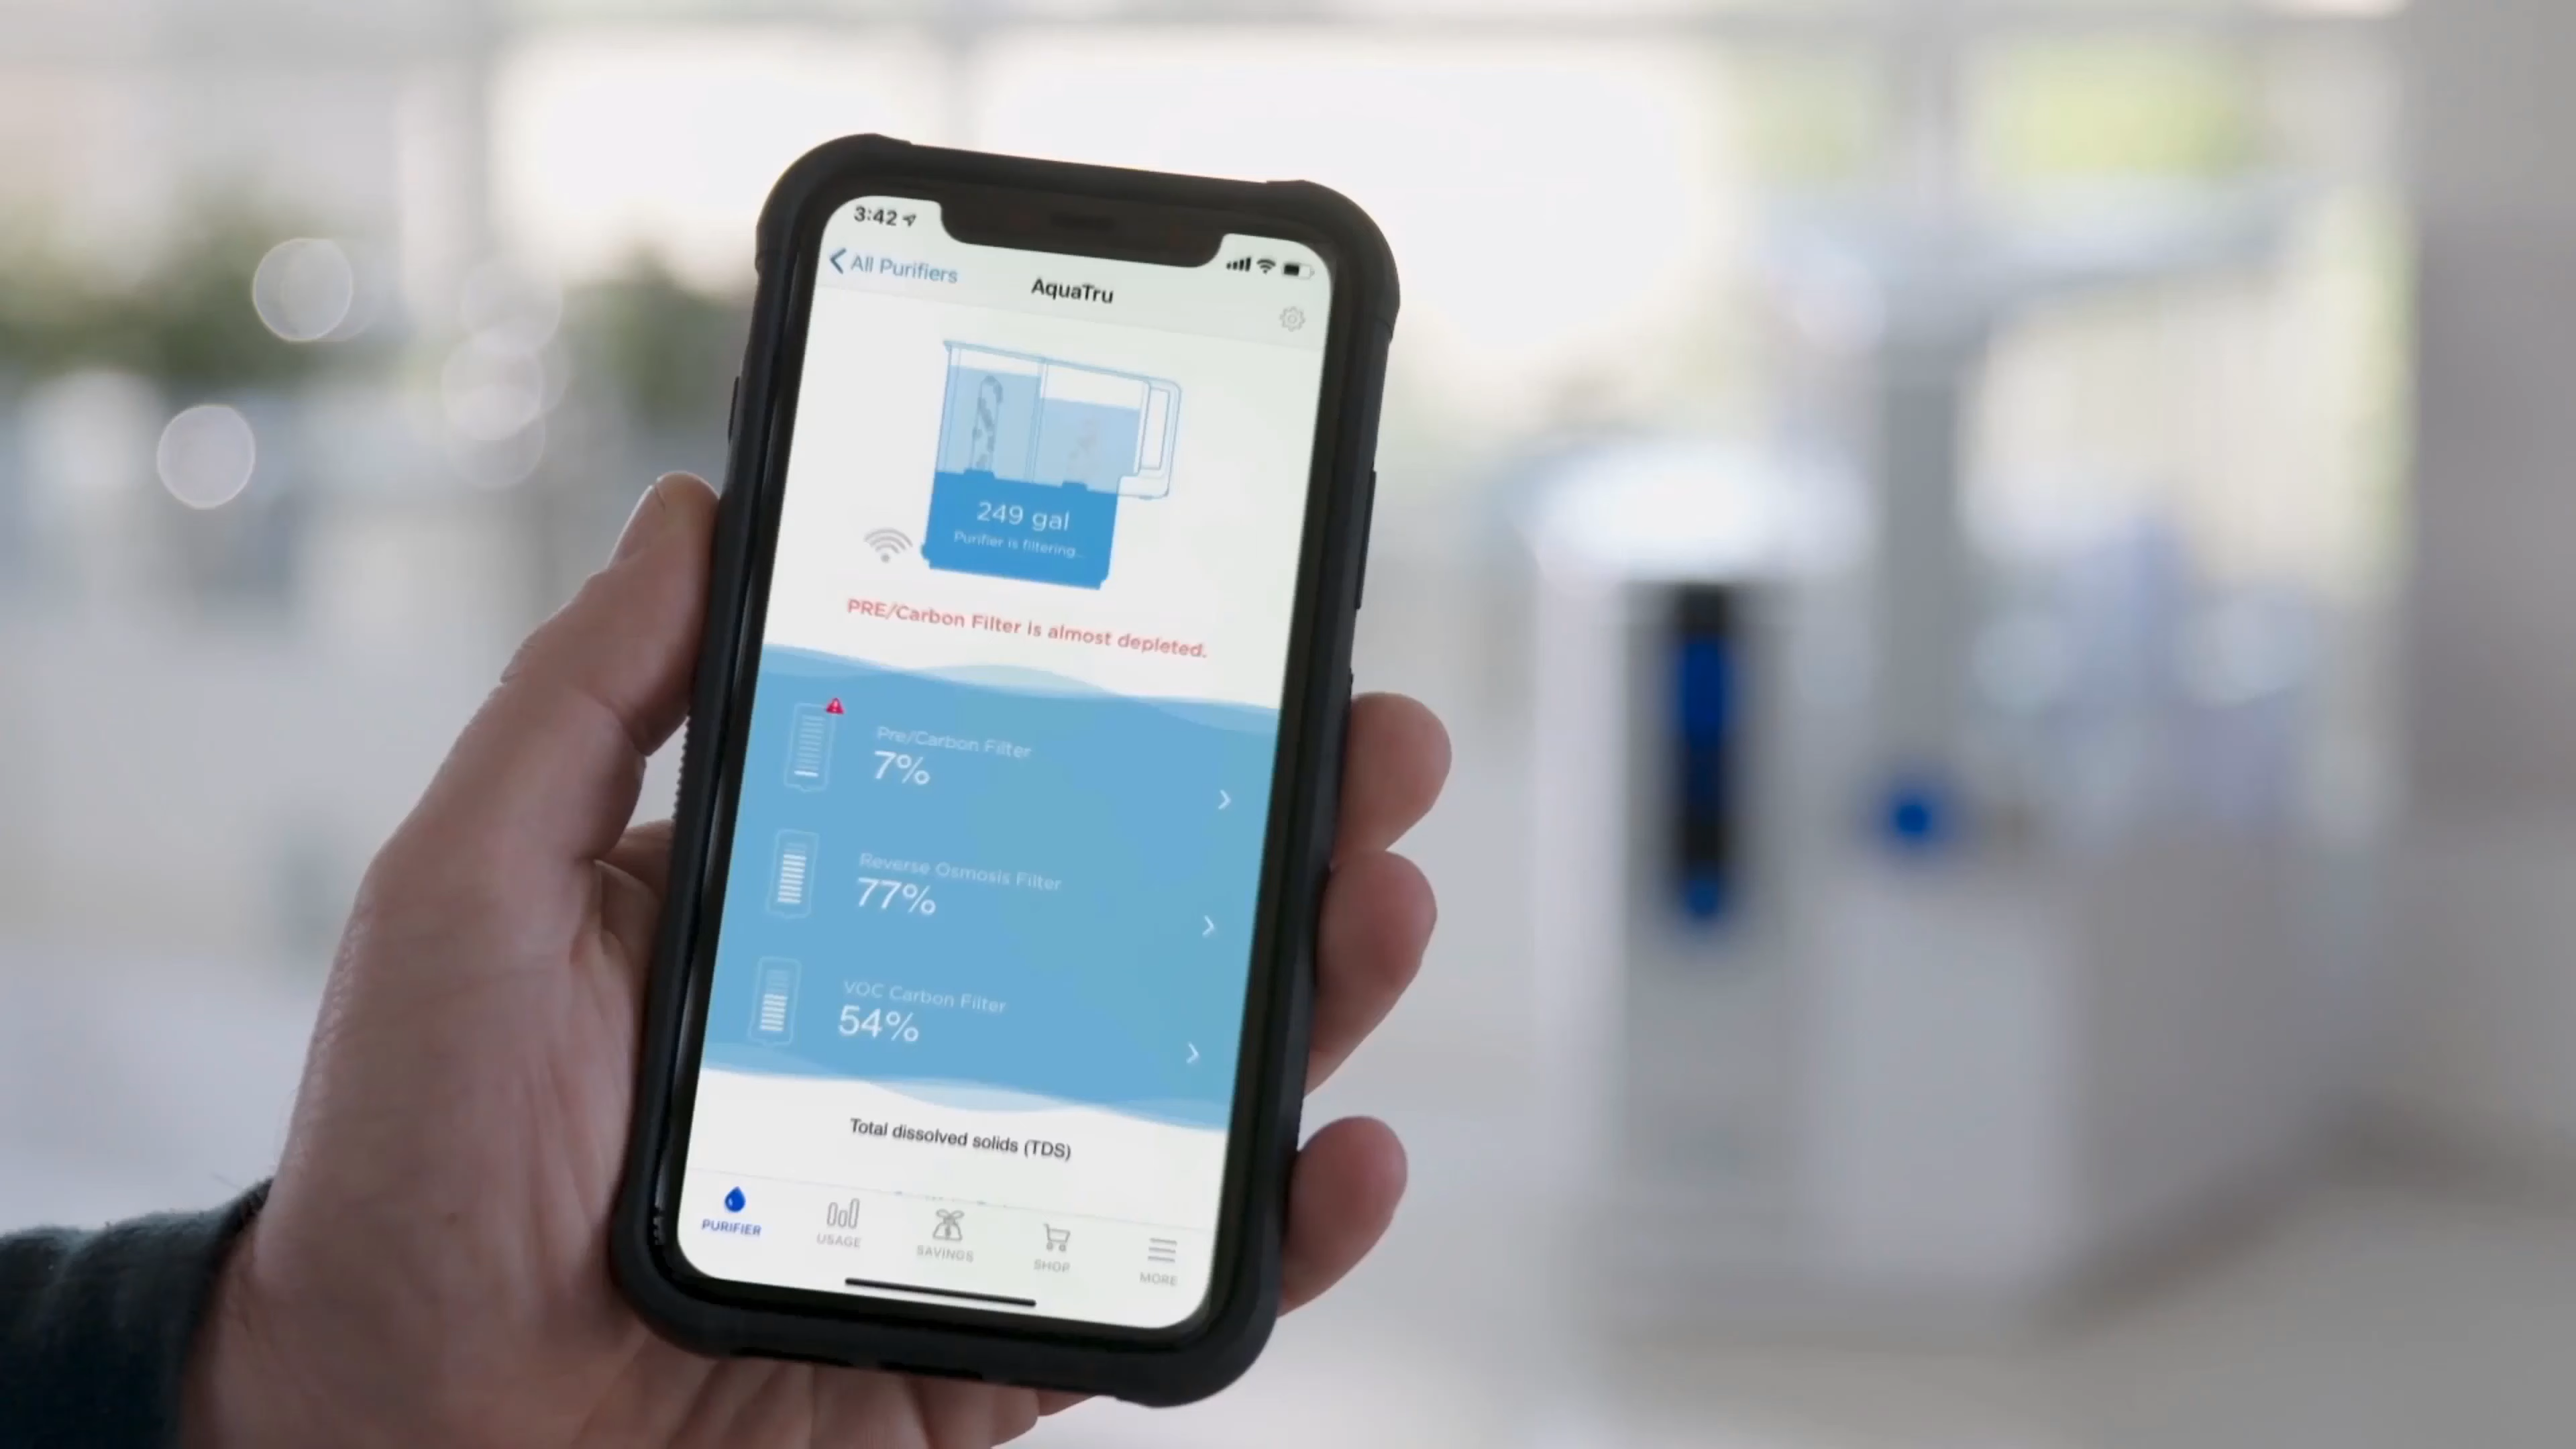 3:42
All Purifiers
AquaTru
249 gal
Purifier is filtering...
PRE/Carbon Filter is almost depleted.
Pre/Carbon Filter
7%
Reverse Osmosis Filter
77%
VOC Carbon Filter
54%
Total dissolved solids (TDS)
PURIFIER
USAGE
SAVINGS
SHOP
MORE